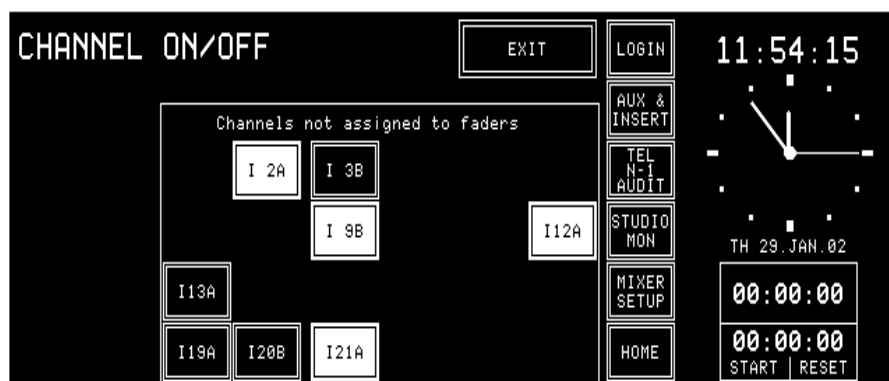 CHANNEL ON/OFF
EXIT
LOGIN
11:54:15
Channels not assigned to faders
AUX &
INSERT
I 2A
I 3B
TEL
N-1
AUDIT
I 9B
I12A
STUDIO
MON
TH 29.JAN.02
I13A
MIXER
SETUP
00:00:00
I19A
I20B
I21A
HOME
00:00:00
START | RESET